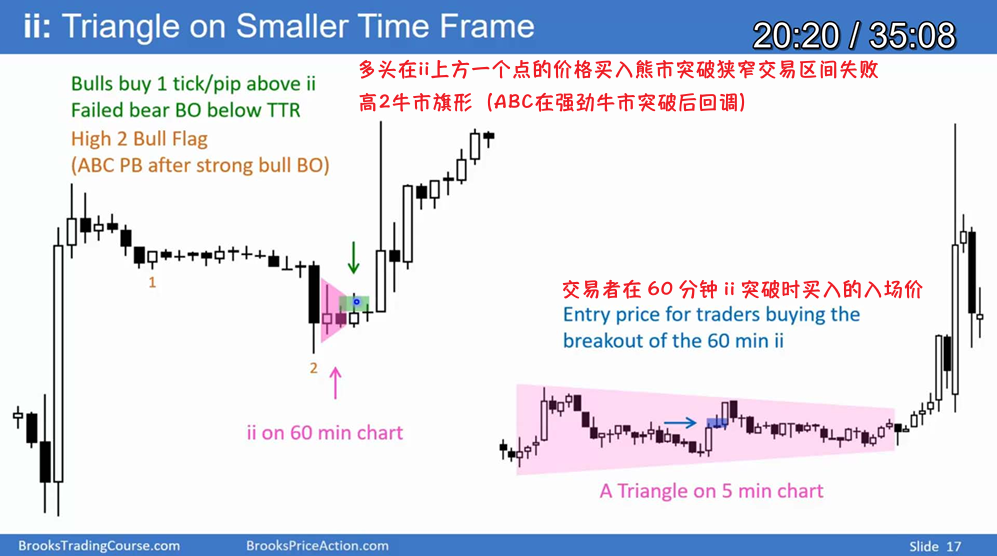 ii: Triangle on Smaller Time Frame
20:20 / 35:08
Bulls buy 1 tick/pip above ii
Failed bear BO below TTR
High 2 Bull Flag
(ABC PB after strong bull BO)
多头在ii上方一个点的价格买入熊市突破狭窄交易区间失败
高2牛市旗形（ABC在强劲牛市突破后回调)
1
2
ii on 60 min chart
交易者在 60 分钟 ii 突破时买入的入场价
Entry price for traders buying the
breakout of the 60 min ii
A Triangle on 5 min chart
BrooksTradingCourse.com
BrooksPriceAction.com
Slide 17